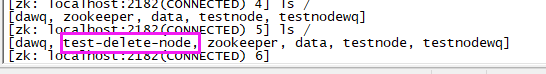 [zk: localhost:2182(CONNECTED) 4] ls /
[dawq, zookeeper, data, testnode, testnodewq]
[zk: localhost:2182(CONNECTED) 5] ls /
[dawq, test-delete-node, zookeeper, data, testnode, testnodewq]
[zk: localhost:2182(CONNECTED) 6]